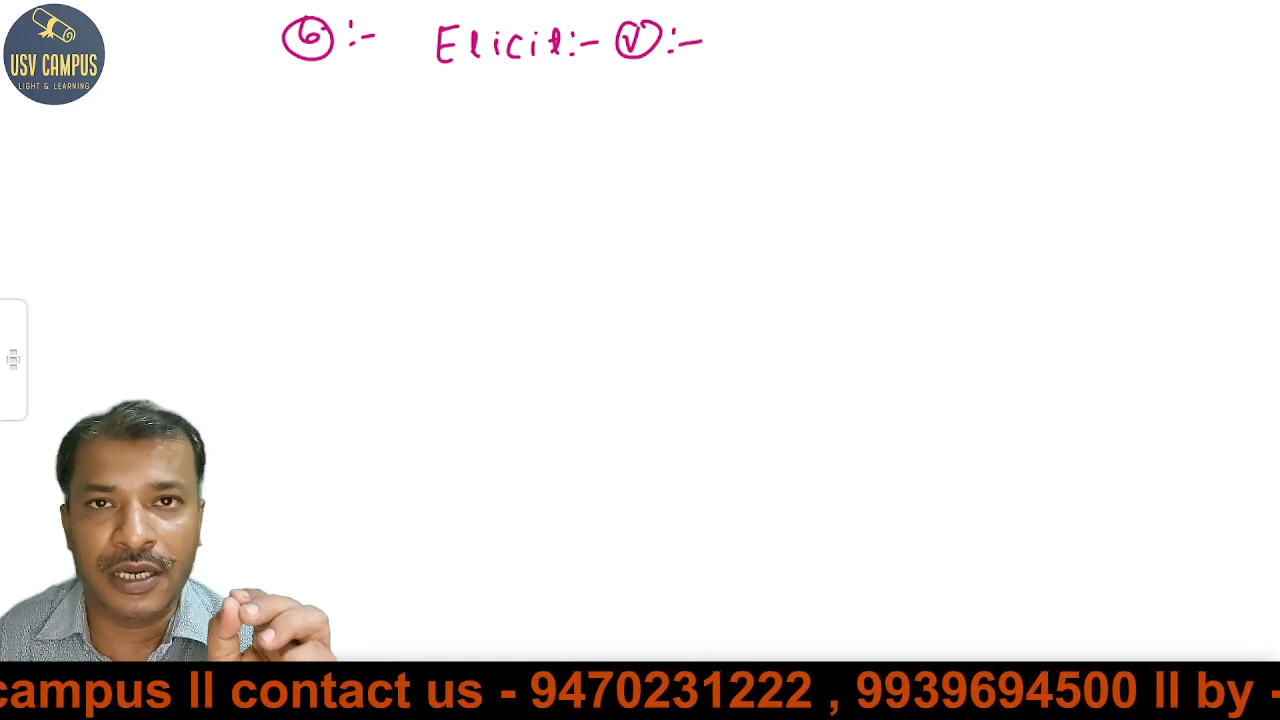 USV CAMPUS
LIGHT & LEARNING
6 :- Elicit :- V :-
campus ll contact us - 9470231222 , 9939694500 ll by -